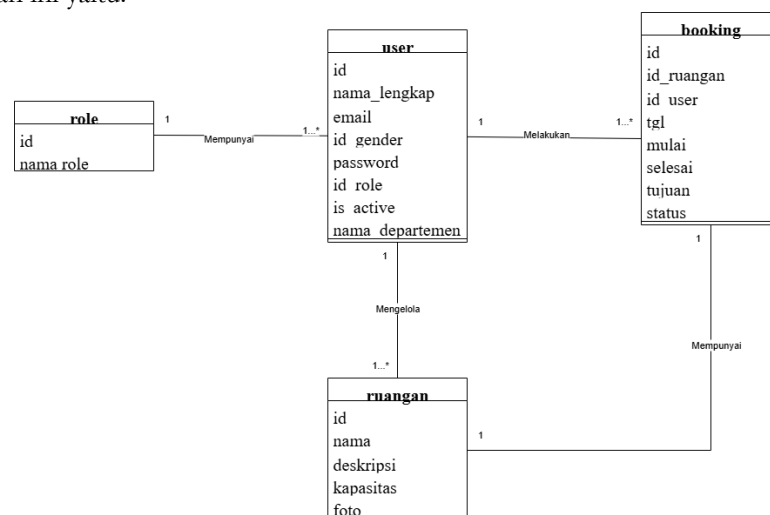 role
id
nama role
1
Mempunyai
1...*
user
id
nama_lengkap
email
id_gender
password
id_role
is_active
nama_departemen
1
Melakukan
1...*
booking
id
id_ruangan
id_user
tgl
mulai
selesai
tujuan
status
1
Mengelola
1...*
1
Mempunyai
1
ruangan
id
nama
deskripsi
kapasitas
foto